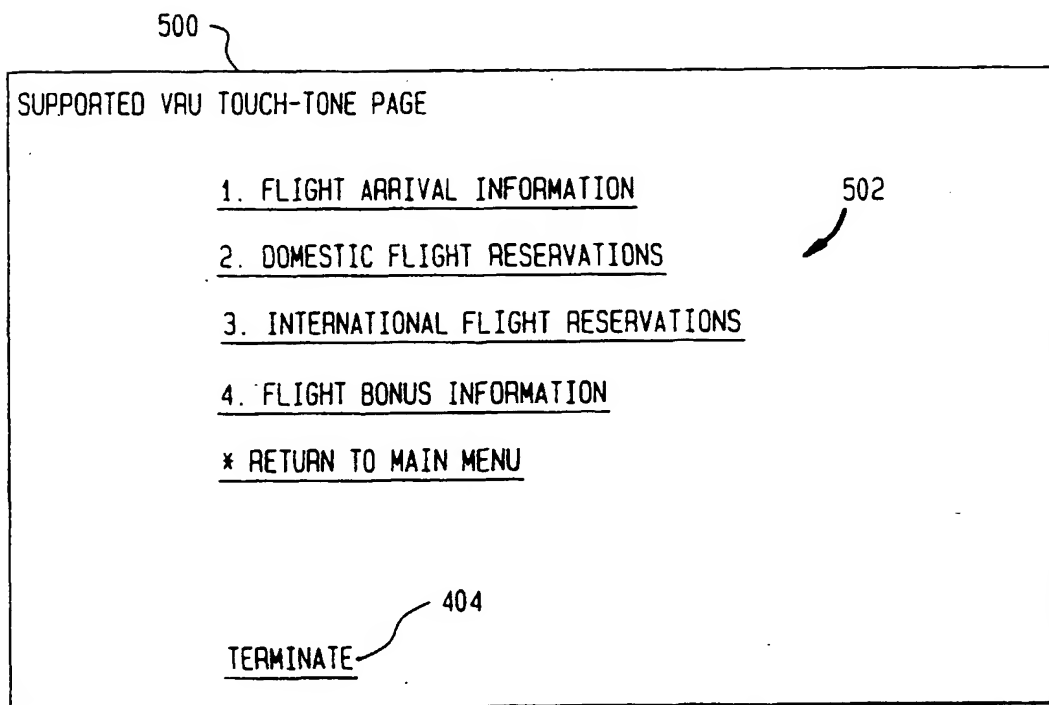 500
SUPPORTED VRU TOUCH-TONE PAGE
1. FLIGHT ARRIVAL INFORMATION
502
2. DOMESTIC FLIGHT RESERVATIONS
3. INTERNATIONAL FLIGHT RESERVATIONS
4. FLIGHT BONUS INFORMATION
* RETURN TO MAIN MENU
404
TERMINATE